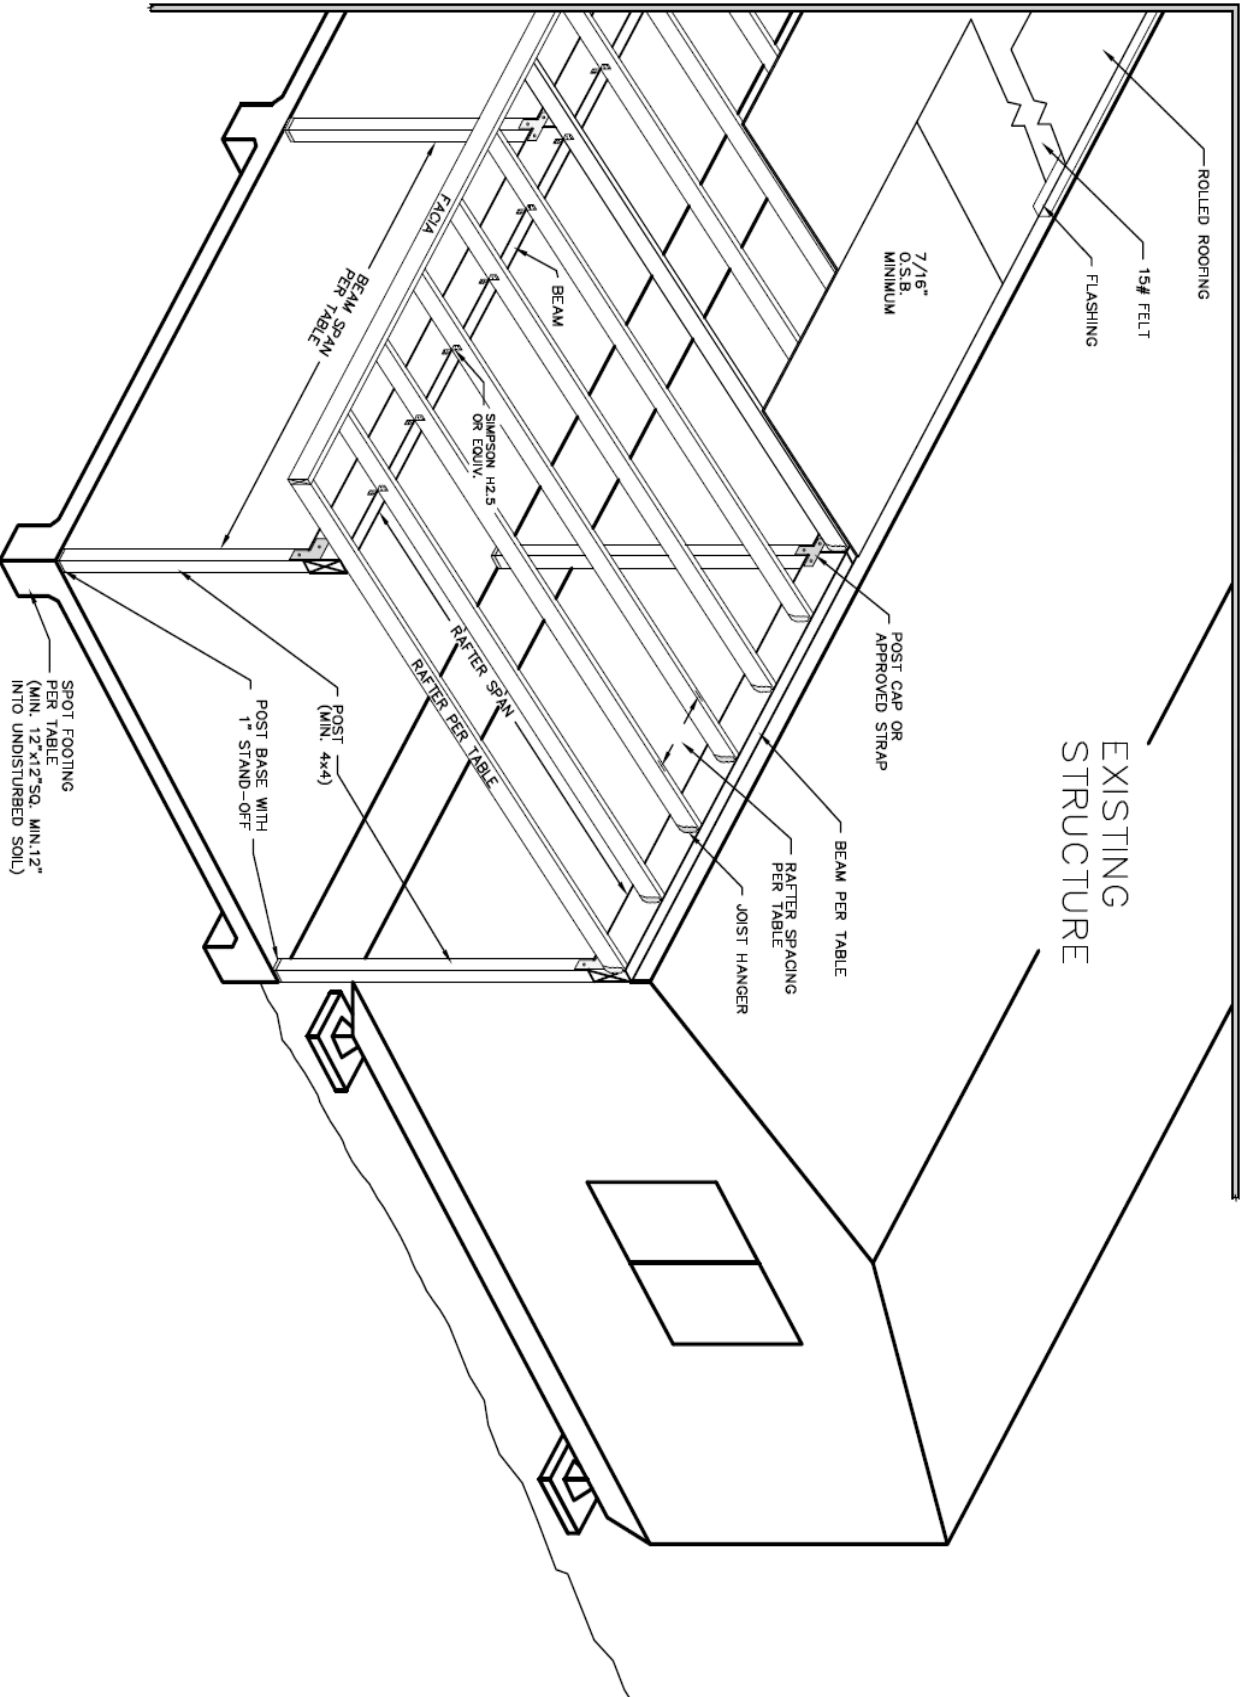 ROLLED ROOFING
15# FELT
FLASHING
7/16"
O.S.B.
MINIMUM
EXISTING
STRUCTURE
POST CAP OR
APPROVED STRAP
BEAM PER TABLE
RAFTER SPACING
PER TABLE
JOIST HANGER
FACIA
BEAM
BEAM SPAN
PER TABLE
SIMPSON H2.5
OR EQUIV.
RAFTER SPAN
RAFTER PER TABLE
POST
(MIN. 4x4)
POST BASE WITH
1" STAND-OFF
SPOT FOOTING
PER TABLE
(MIN. 12"x12"SQ. MIN.12"
INTO UNDISTURBED SOIL)